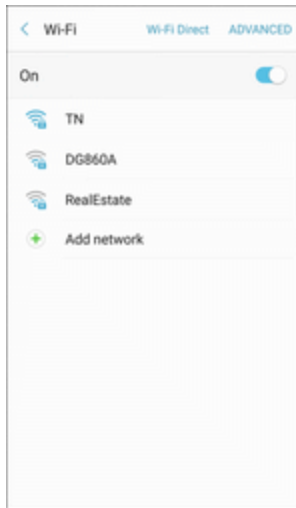 Wi-Fi Wi-Fi Direct ADVANCED
On
TN
DG860A
RealEstate
Add network